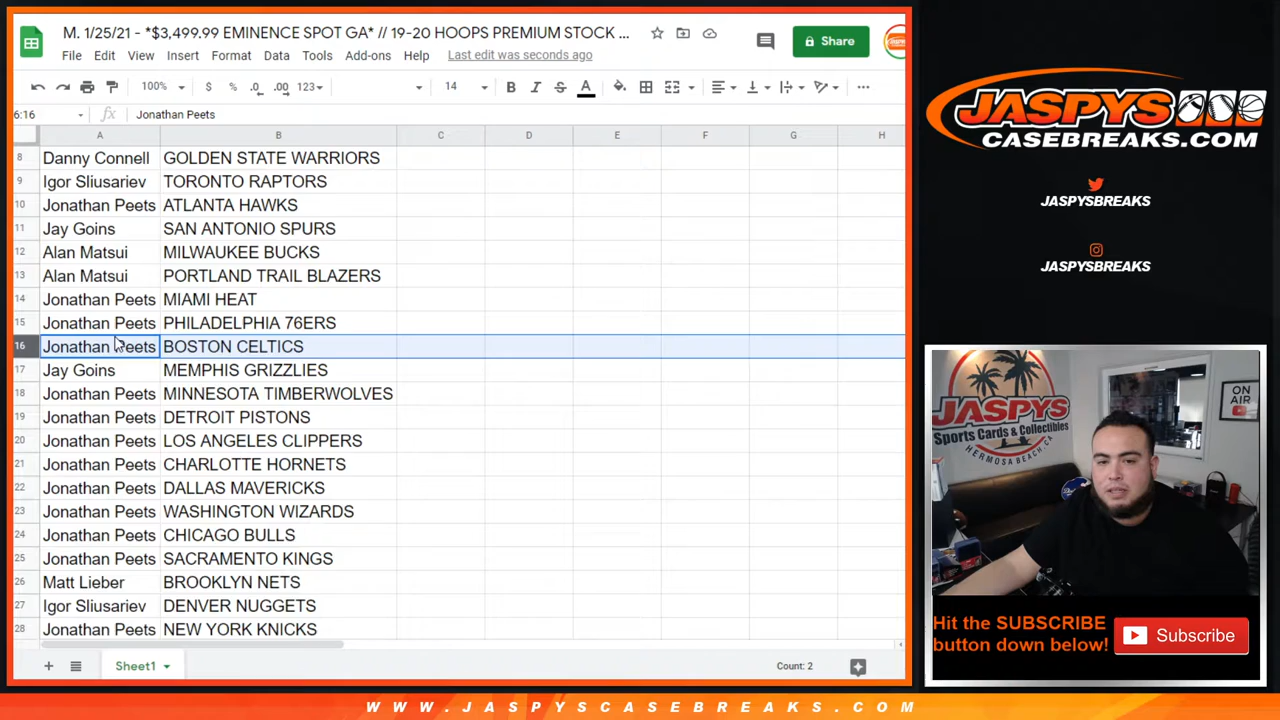 M. 1/25/21 - *$3,499.99 EMINENCE SPOT GA* // 19-20 HOOPS PREMIUM STOCK ...
File Edit View Insert Format Data Tools Add-ons Help Last edit was seconds ago
Share
100% $ % .0 .00 123 14 B I S A
6:16 fx Jonathan Peets
A B C D E F G H
8 Danny Connell GOLDEN STATE WARRIORS
9 Igor Sliusariev TORONTO RAPTORS
10 Jonathan Peets ATLANTA HAWKS
11 Jay Goins SAN ANTONIO SPURS
12 Alan Matsui MILWAUKEE BUCKS
13 Alan Matsui PORTLAND TRAIL BLAZERS
14 Jonathan Peets MIAMI HEAT
15 Jonathan Peets PHILADELPHIA 76ERS
16 Jonathan Peets BOSTON CELTICS
17 Jay Goins MEMPHIS GRIZZLIES
18 Jonathan Peets MINNESOTA TIMBERWOLVES
19 Jonathan Peets DETROIT PISTONS
20 Jonathan Peets LOS ANGELES CLIPPERS
21 Jonathan Peets CHARLOTTE HORNETS
22 Jonathan Peets DALLAS MAVERICKS
23 Jonathan Peets WASHINGTON WIZARDS
24 Jonathan Peets CHICAGO BULLS
25 Jonathan Peets SACRAMENTO KINGS
26 Matt Lieber BROOKLYN NETS
27 Igor Sliusariev DENVER NUGGETS
28 Jonathan Peets NEW YORK KNICKS
Sheet1 Count: 2
JASPYS
CASEBREAKS.COM
JASPYSBREAKS
JASPYSBREAKS
JASPYS
Sports Cards & Collectibles
HERMOSA BEACH, CA
ON
AIR
Hit the SUBSCRIBE
button down below!
Subscribe
WWW.JASPYSCASEBREAKS.COM